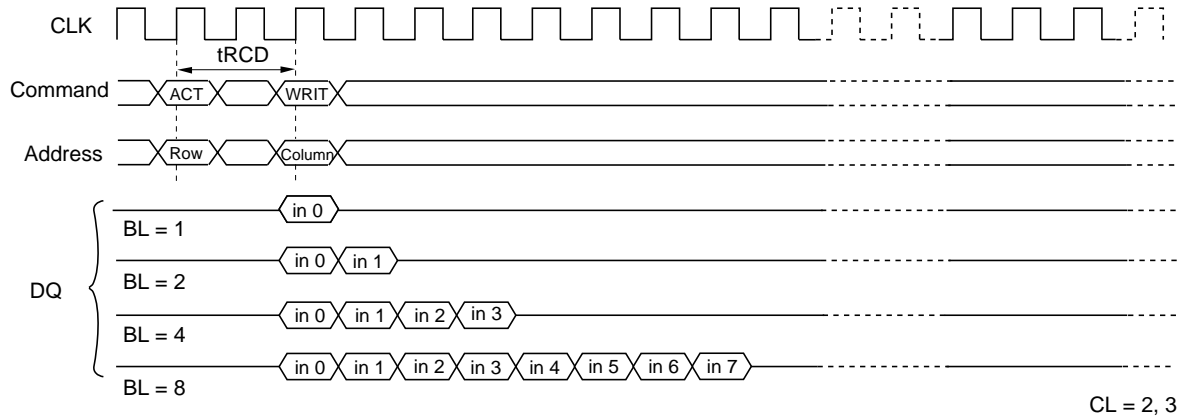 CLK
tRCD
Command
ACT
WRIT
Address
Row
Column
DQ
in 0
BL = 1
in 0 in 1
BL = 2
in 0 in 1 in 2 in 3
BL = 4
in 0 in 1 in 2 in 3 in 4 in 5 in 6 in 7
BL = 8
CL = 2, 3